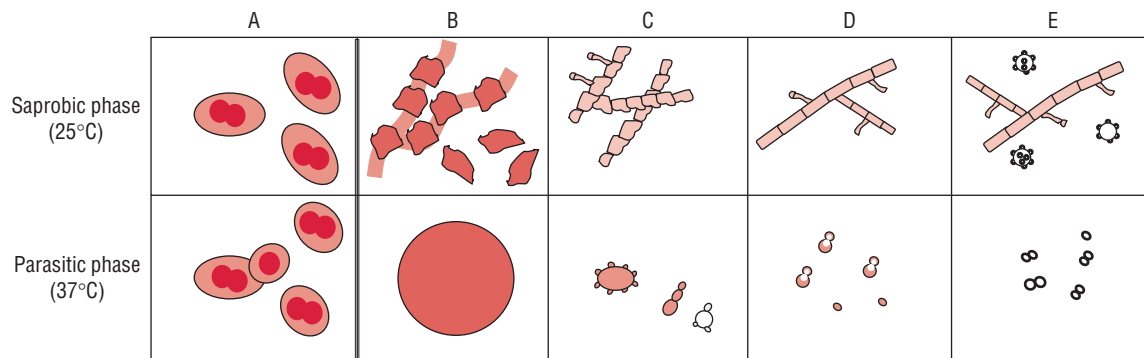 A B C D E
Saprobic phase
(25°C)
Parasitic phase
(37°C)